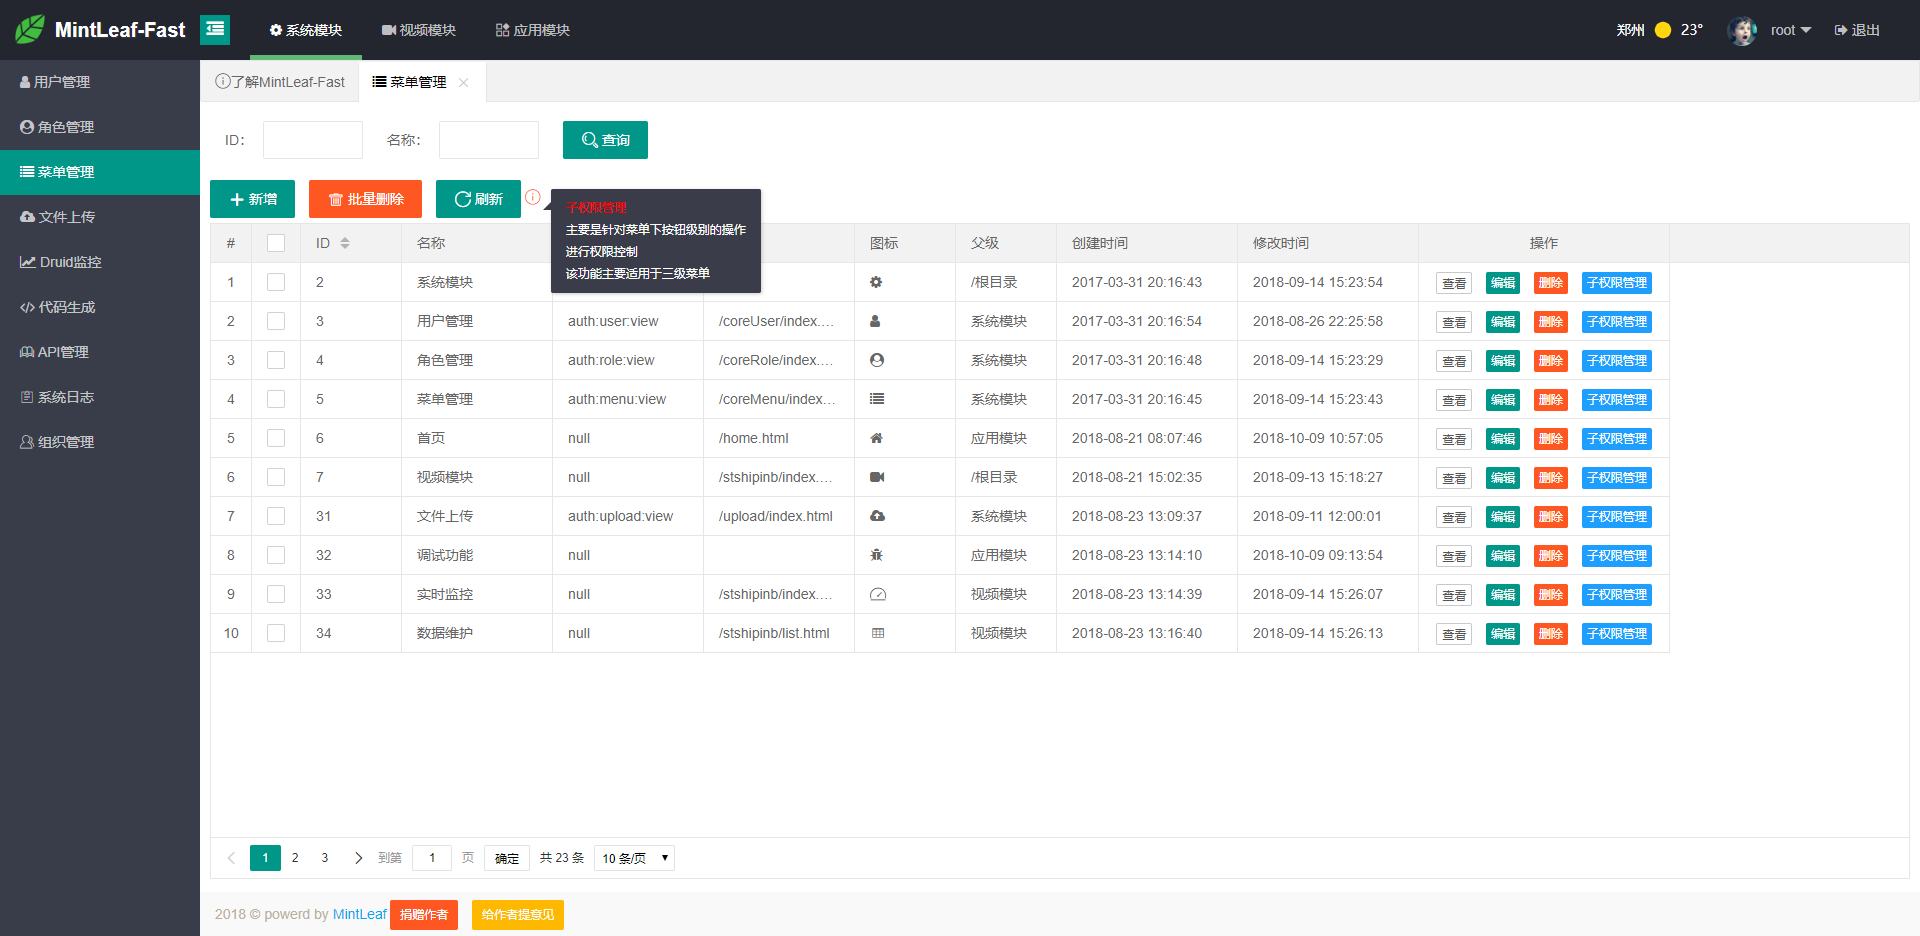 MintLeaf-Fast
系统模块 视频模块 应用模块 郑州 23° root 退出
用户管理
角色管理
菜单管理
文件上传
Druid监控
代码生成
API管理
系统日志
组织管理
了解MintLeaf-Fast 菜单管理
ID: 名称: 查询
新增 批量删除 刷新
子权限管理
主要是针对菜单下按钮级别的操作
进行权限控制
该功能主要适用于三级菜单
# ID 名称 图标 父级 创建时间 修改时间 操作
1 2 系统模块 /根目录 2017-03-31 20:16:43 2018-09-14 15:23:54 查看 编辑 删除 子权限管理
2 3 用户管理 auth:user:view /coreUser/index.... 系统模块 2017-03-31 20:16:54 2018-08-26 22:25:58 查看 编辑 删除 子权限管理
3 4 角色管理 auth:role:view /coreRole/index.... 系统模块 2017-03-31 20:16:48 2018-09-14 15:23:29 查看 编辑 删除 子权限管理
4 5 菜单管理 auth:menu:view /coreMenu/index... 系统模块 2017-03-31 20:16:45 2018-09-14 15:23:43 查看 编辑 删除 子权限管理
5 6 首页 null /home.html 应用模块 2018-08-21 08:07:46 2018-10-09 10:57:05 查看 编辑 删除 子权限管理
6 7 视频模块 null /stshipinb/index.... /根目录 2018-08-21 15:02:35 2018-09-13 15:18:27 查看 编辑 删除 子权限管理
7 31 文件上传 auth:upload:view /upload/index.html 系统模块 2018-08-23 13:09:37 2018-09-11 12:00:01 查看 编辑 删除 子权限管理
8 32 调试功能 null 应用模块 2018-08-23 13:14:10 2018-10-09 09:13:54 查看 编辑 删除 子权限管理
9 33 实时监控 null /stshipinb/index.... 视频模块 2018-08-23 13:14:39 2018-09-14 15:26:07 查看 编辑 删除 子权限管理
10 34 数据维护 null /stshipinb/list.html 视频模块 2018-08-23 13:16:40 2018-09-14 15:26:13 查看 编辑 删除 子权限管理
1 2 3 到第 1 页 确定 共 23 条 10 条/页
2018 © powerd by MintLeaf 捐赠作者 给作者提意见